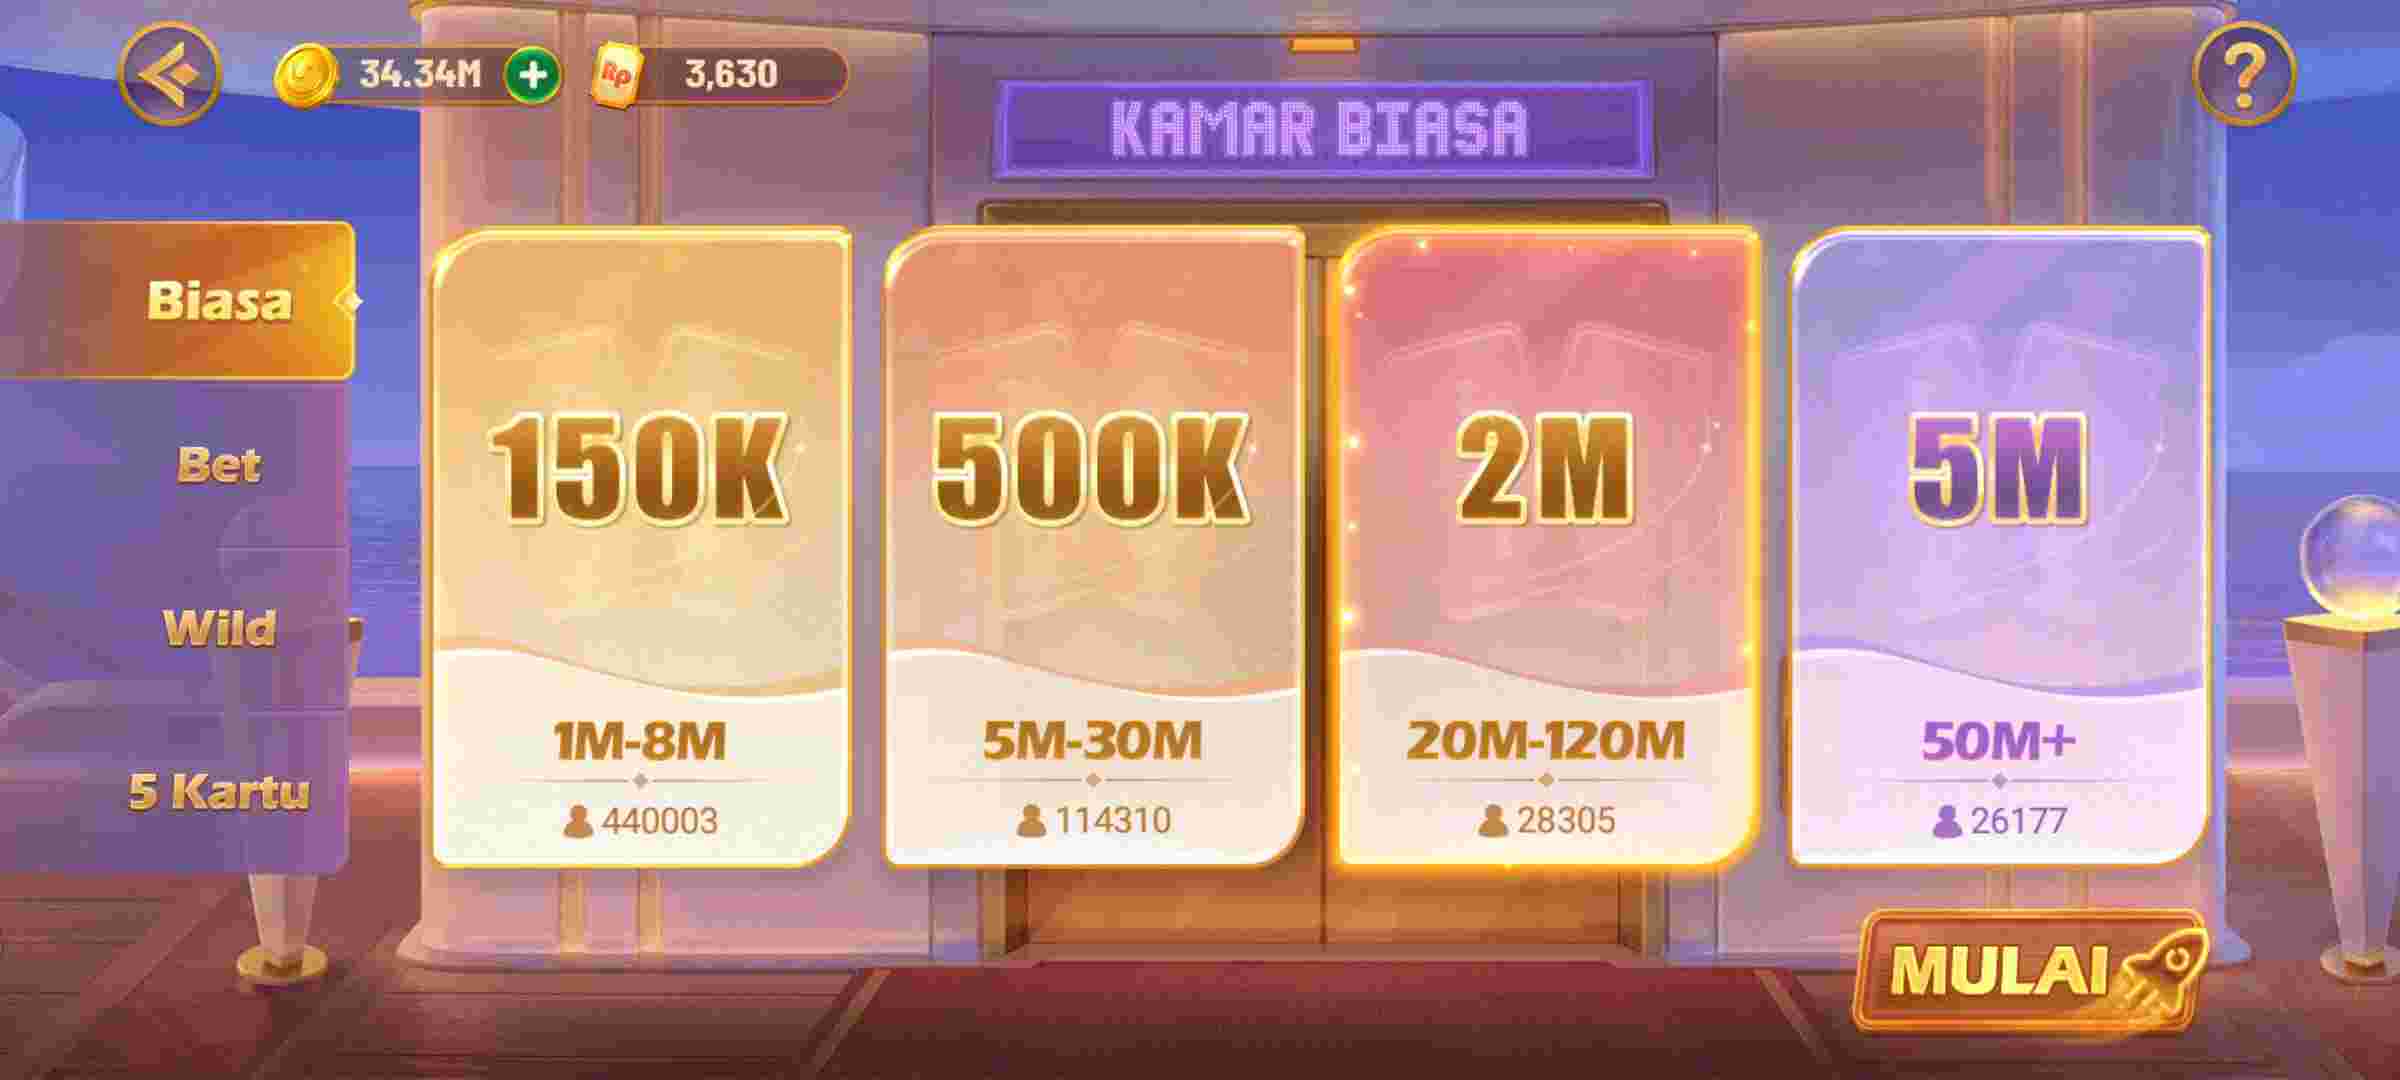 34.34M
Rp
3,630
?
KAMAR BIASA
Biasa
Bet
Wild
5 Kartu
150K
1M-8M
440003
500K
5M-30M
114310
2M
20M-120M
28305
5M
50M+
26177
MULAI